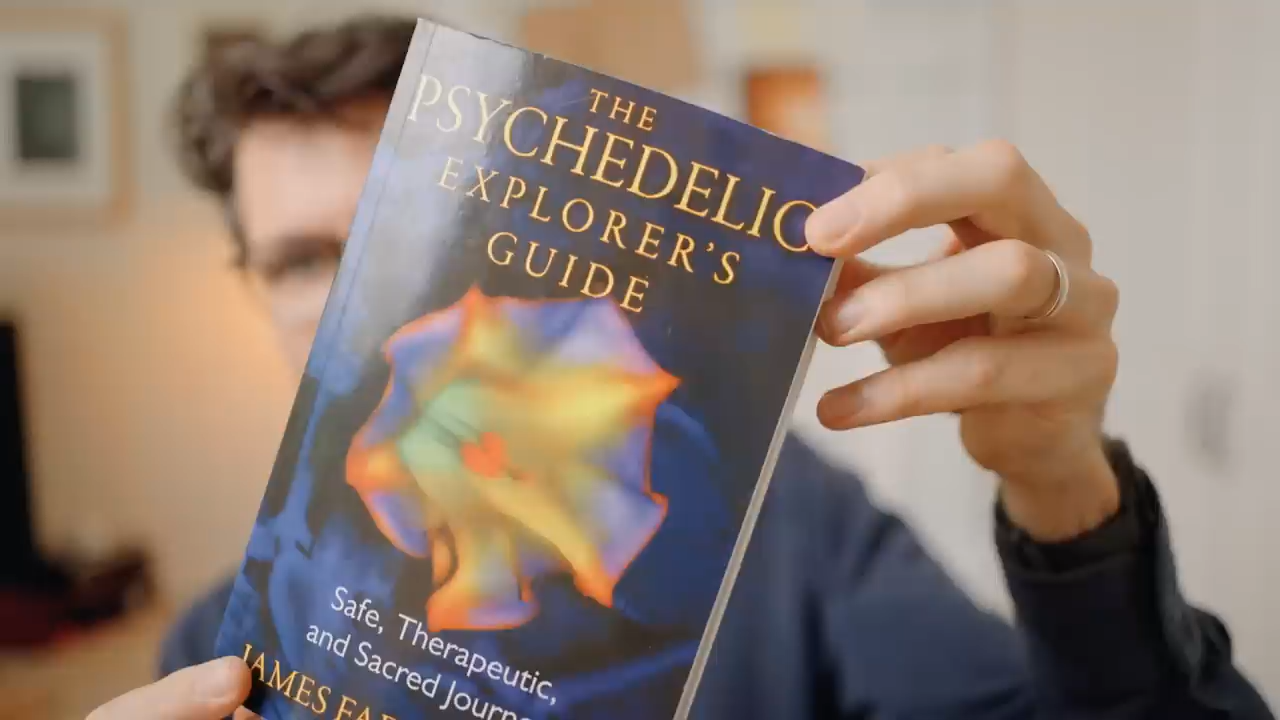 THE
PSYCHEDELIC
EXPLORER'S
GUIDE
Safe, Therapeutic,
and Sacred
JAMES